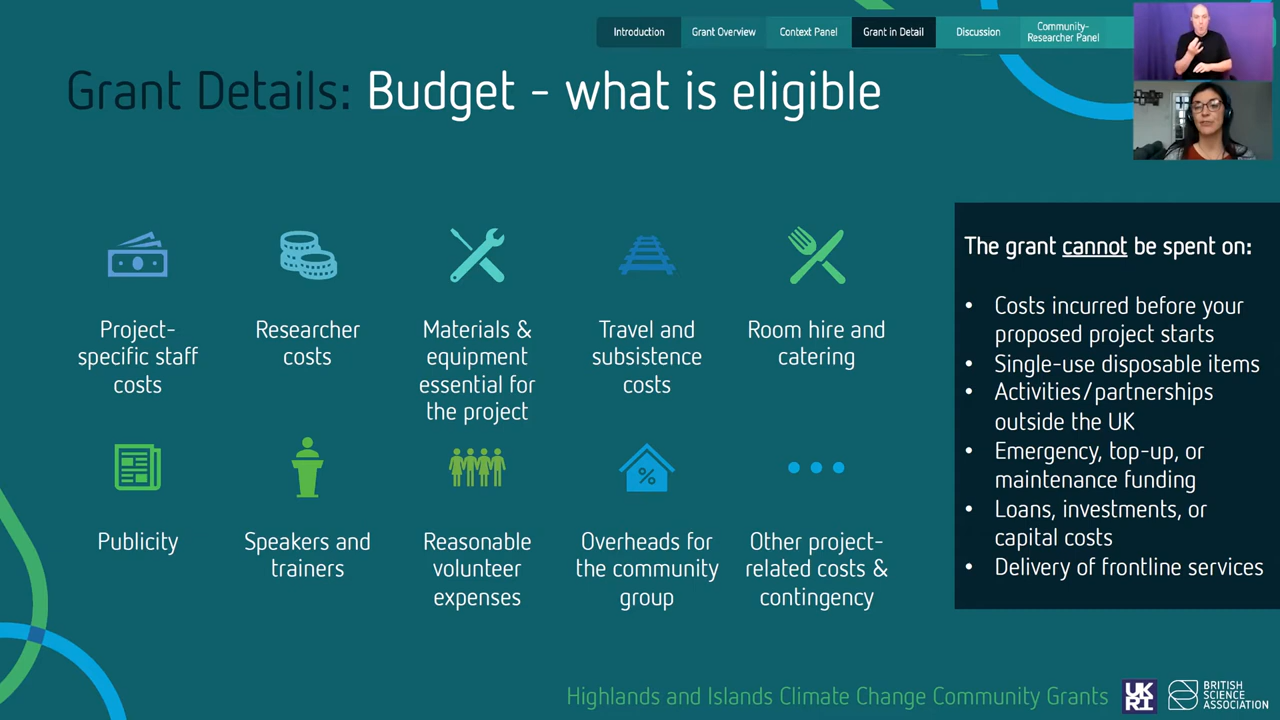 Introduction
Grant Overview
Context Panel
Grant in Detail
Discussion
Community-
Researcher Panel
Grant Details: Budget - what is eligible
Project-
specific staff
costs
Researcher
costs
Materials &
equipment
essential for
the project
Travel and
subsistence
costs
Room hire and
catering
Publicity
Speakers and
trainers
Reasonable
volunteer
expenses
%
Overheads for
the community
group
Other project-
related costs &
contingency
The grant cannot be spent on:
• Costs incurred before your
proposed project starts
• Single-use disposable items
• Activities/partnerships
outside the UK
• Emergency, top-up, or
maintenance funding
• Loans, investments, or
capital costs
• Delivery of frontline services
Highlands and Islands Climate Change Community Grants
UK
RI
BRITISH
SCIENCE
ASSOCIATION